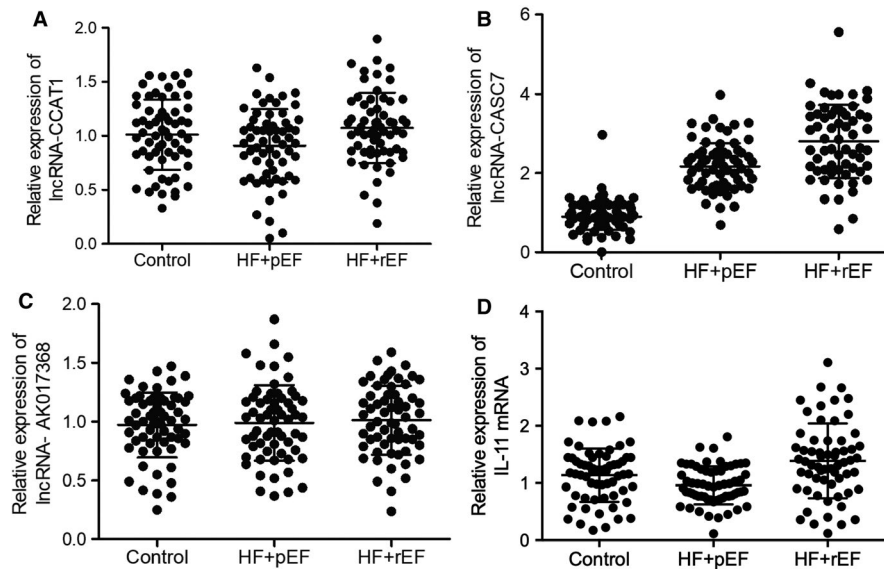 A
Relative expression of
lncRNA-CCAT1
2.0
1.5
1.0
0.5
0.0
Control HF+pEF HF+rEF
B
Relative expression of
lncRNA-CASC7
6
4
2
0
Control HF+pEF HF+rEF
C
Relative expression of
lncRNA- AK017368
2.0
1.5
1.0
0.5
0.0
Control HF+pEF HF+rEF
D
Relative expression of
IL-11 mRNA
4
3
2
1
0
Control HF+pEF HF+rEF